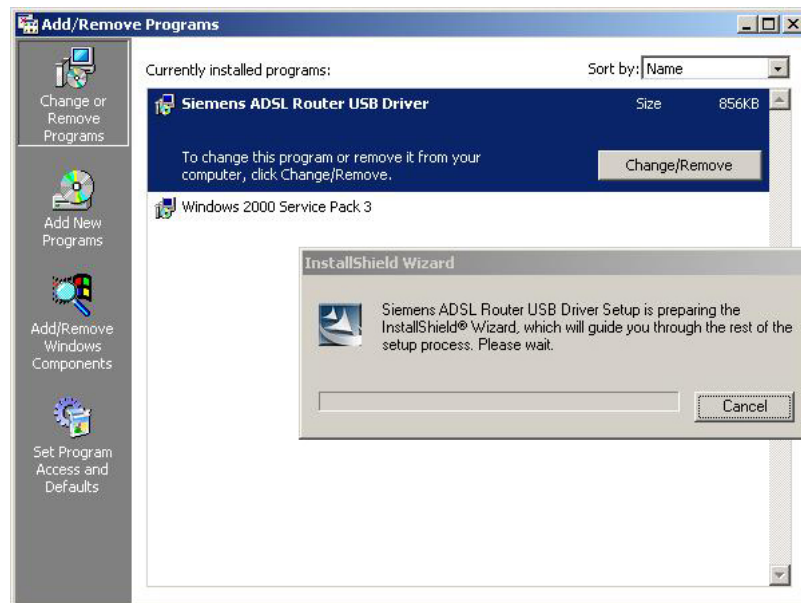 Add/Remove Programs
Change or
Remove
Programs
Add New
Programs
Add/Remove
Windows
Components
Set Program
Access and
Defaults
Currently installed programs:
Sort by: Name
Siemens ADSL Router USB Driver Size 856KB
To change this program or remove it from your
computer, click Change/Remove.
Change/Remove
Windows 2000 Service Pack 3
InstallShield Wizard
Siemens ADSL Router USB Driver Setup is preparing the
InstallShield® Wizard, which will guide you through the rest of the
setup process. Please wait.
Cancel